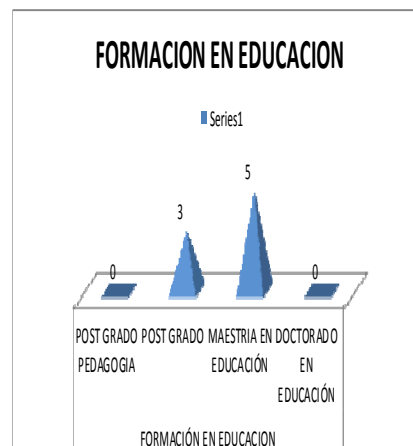 FORMACION EN EDUCACION
Series1
0
3
5
0
POST GRADO PEDAGOGIA
POST GRADO
MAESTRIA EN EDUCACIÓN
DOCTORADO EN EDUCACIÓN
FORMACIÓN EN EDUCACION